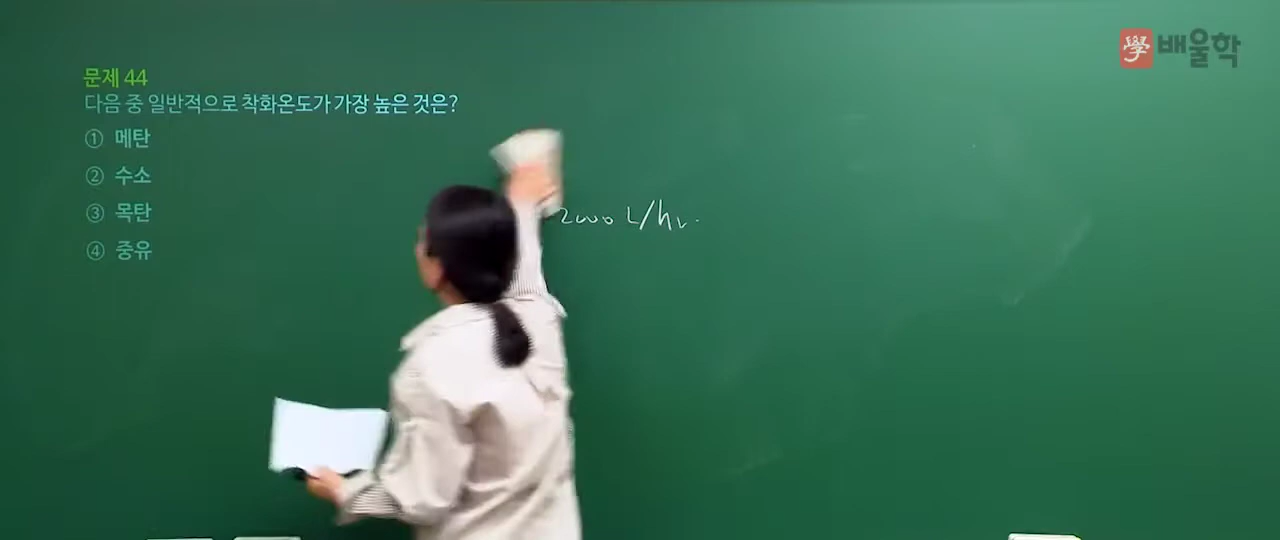 學 배울학
문제 44
다음 중 일반적으로 착화온도가 가장 높은 것은?
① 메탄
② 수소
③ 목탄
④ 중유
2000 L/hr